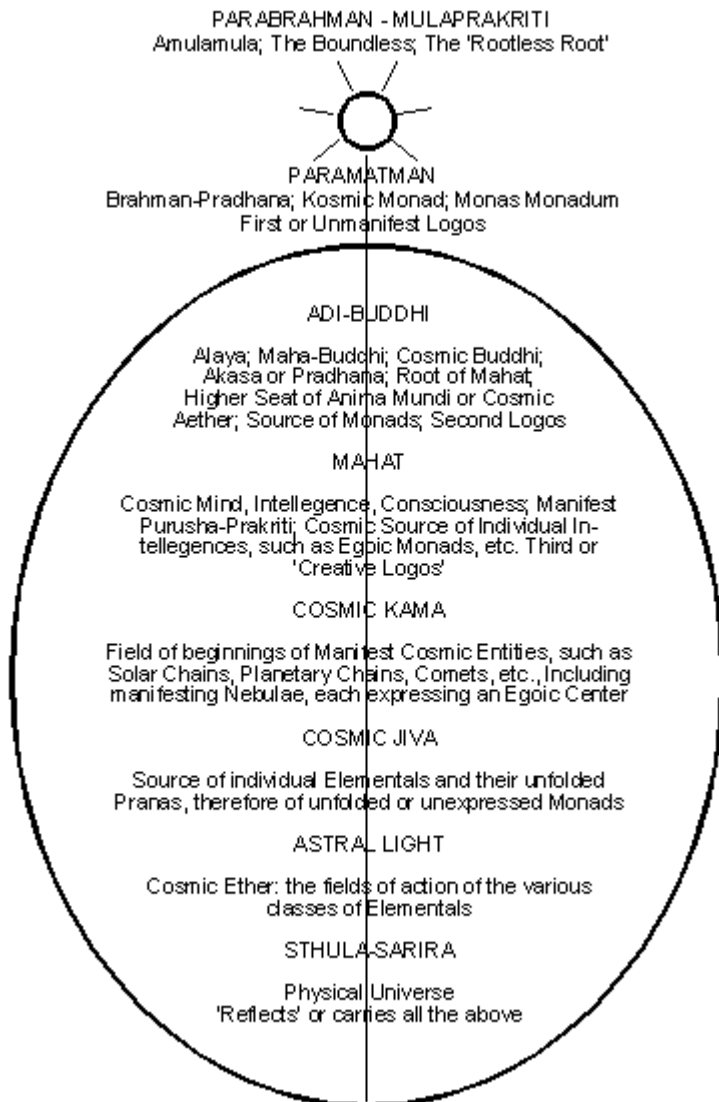 PARABRAHMAN - MULAPRAKRITI
Amulamula; The Boundless; The 'Rootless Root'
PARAMATMAN
Brahman-Pradhana; Kosmic Monad; Monas Monadum
First or Unmanifest Logos
ADI-BUDDHI
Alaya; Maha-Buddhi; Cosmic Buddhi;
Akasa or Pradhana; Root of Mahat;
Higher Seat of Anima Mundi or Cosmic
Aether; Source of Monads; Second Logos
MAHAT
Cosmic Mind, Intellegence, Consciousness; Manifest
Purusha-Prakriti; Cosmic Source of Individual In-
tellegences, such as Egoic Monads, etc. Third or
'Creative Logos'
COSMIC KAMA
Field of beginnings of Manifest Cosmic Entities, such as
Solar Chains, Planetary Chains, Comets, etc., Including
manifesting Nebulae, each expressing an Egoic Center
COSMIC JIVA
Source of individual Elementals and their unfolded
Pranas, therefore of unfolded or unexpressed Monads
ASTRAL LIGHT
Cosmic Ether: the fields of action of the various
classes of Elementals
STHULA-SARIRA
Physical Universe
'Reflects' or carries all the above